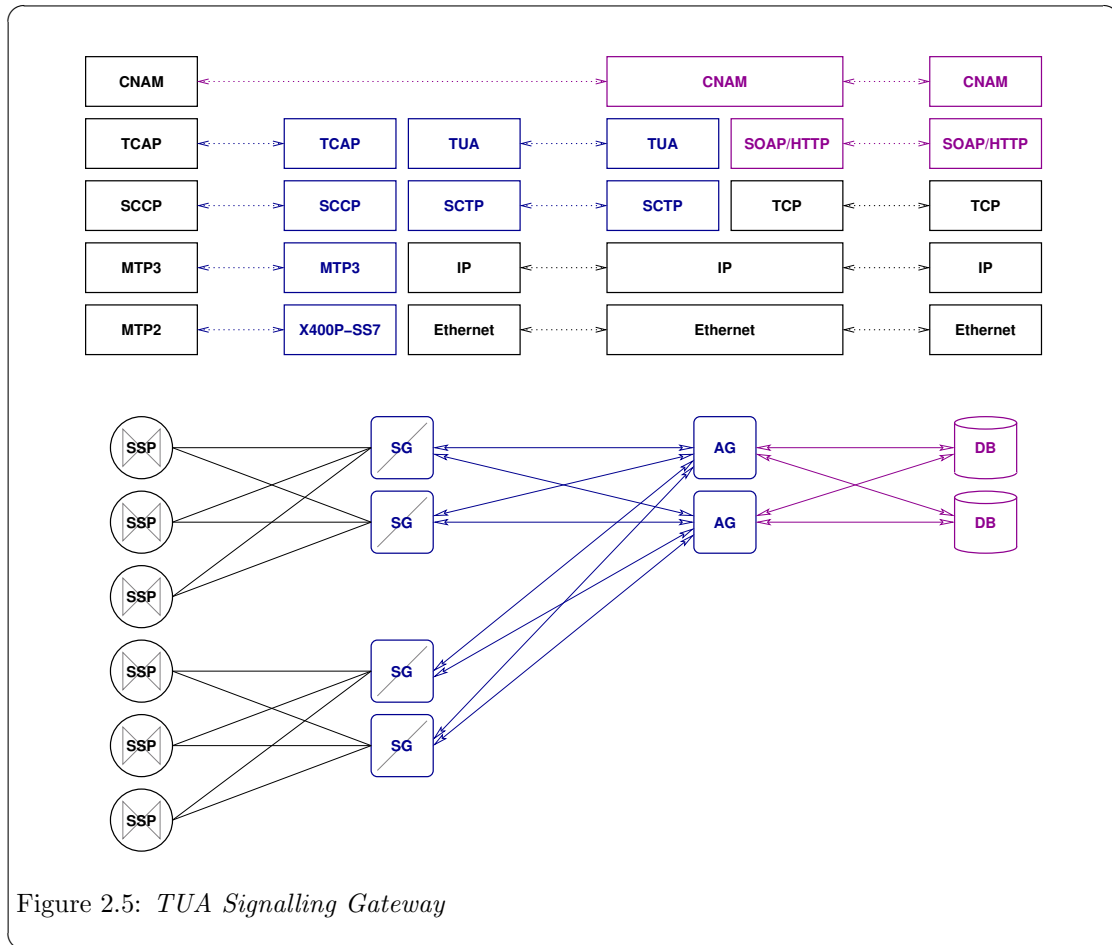 CNAM CNAM CNAM
TCAP TCAP TUA TUA SOAP/HTTP SOAP/HTTP
SCCP SCCP SCTP SCTP TCP TCP
MTP3 MTP3 IP IP IP
MTP2 X400P−SS7 Ethernet Ethernet Ethernet
SSP SG AG DB
SSP SG AG DB
SSP
SSP SG
SSP SG
SSP
Figure 2.5: TUA Signalling Gateway